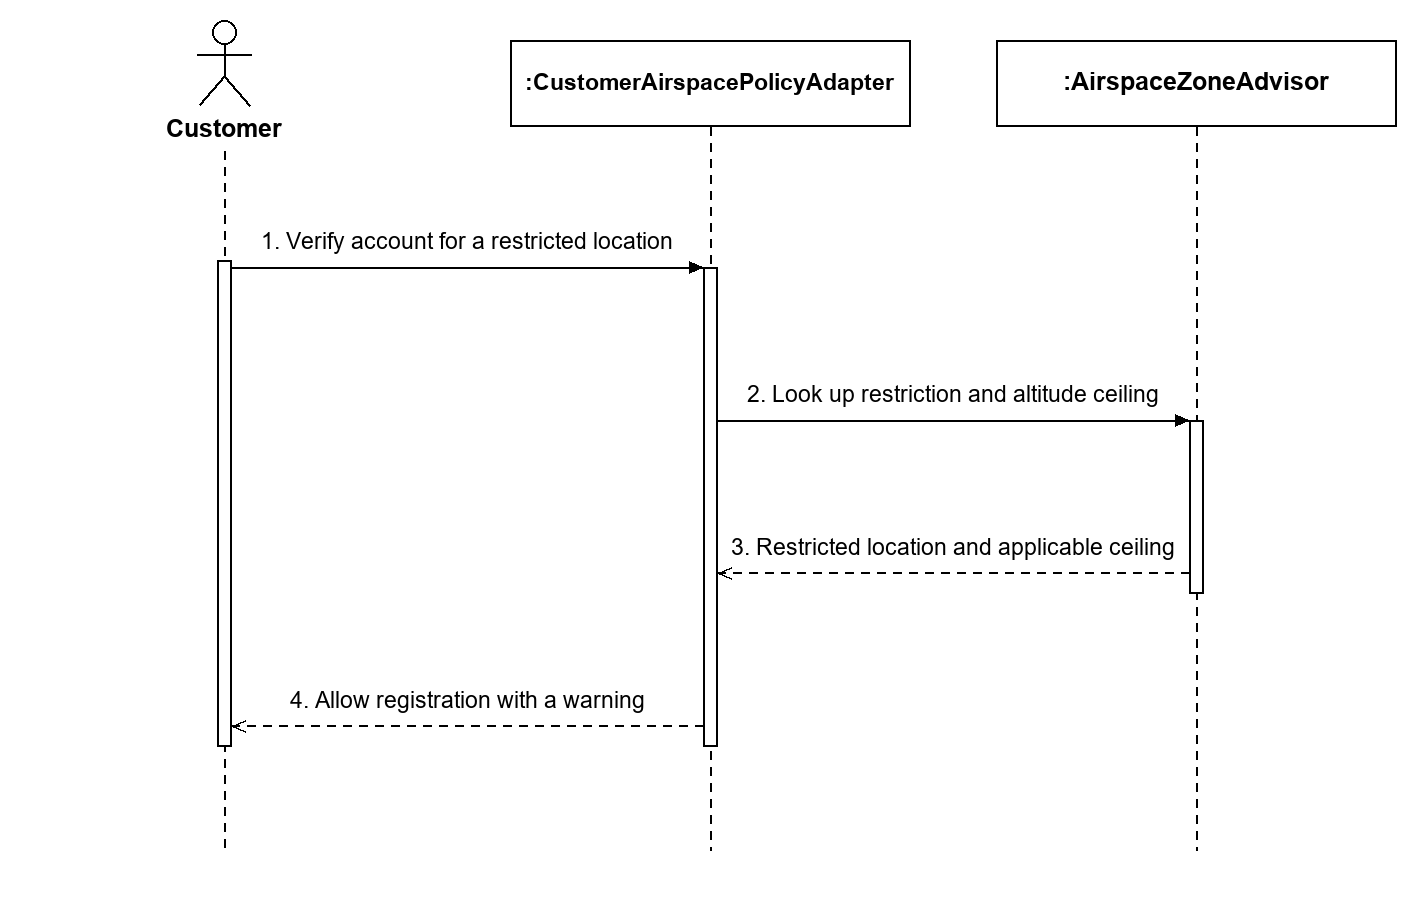 :CustomerAirspacePolicyAdapter
:AirspaceZoneAdvisor
Customer
1. Verify account for a restricted location
2. Look up restriction and altitude ceiling
3. Restricted location and applicable ceiling
4. Allow registration with a warning